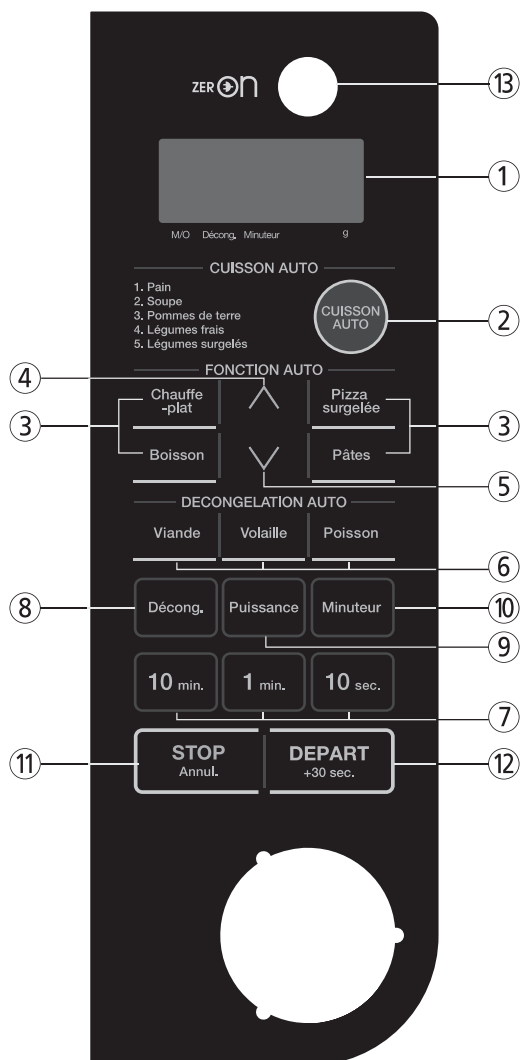 ZER On
⑬
①
M/O Décong. Minuteur g
CUISSON AUTO
1. Pain
2. Soupe
3. Pommes de terre
4. Légumes frais
5. Légumes surgelés
CUISSON
AUTO
②
④
FONCTION AUTO
Chauffe
-plat
Pizza
surgelée
③
③
Boisson
Pâtes
⑤
DECONGELATION AUTO
Viande Volaille Poisson
⑥
⑧
Décong. Puissance Minuteur
⑩
⑨
10 min. 1 min. 10 sec.
⑦
⑪
STOP
Annul.
DEPART
+30 sec.
⑫